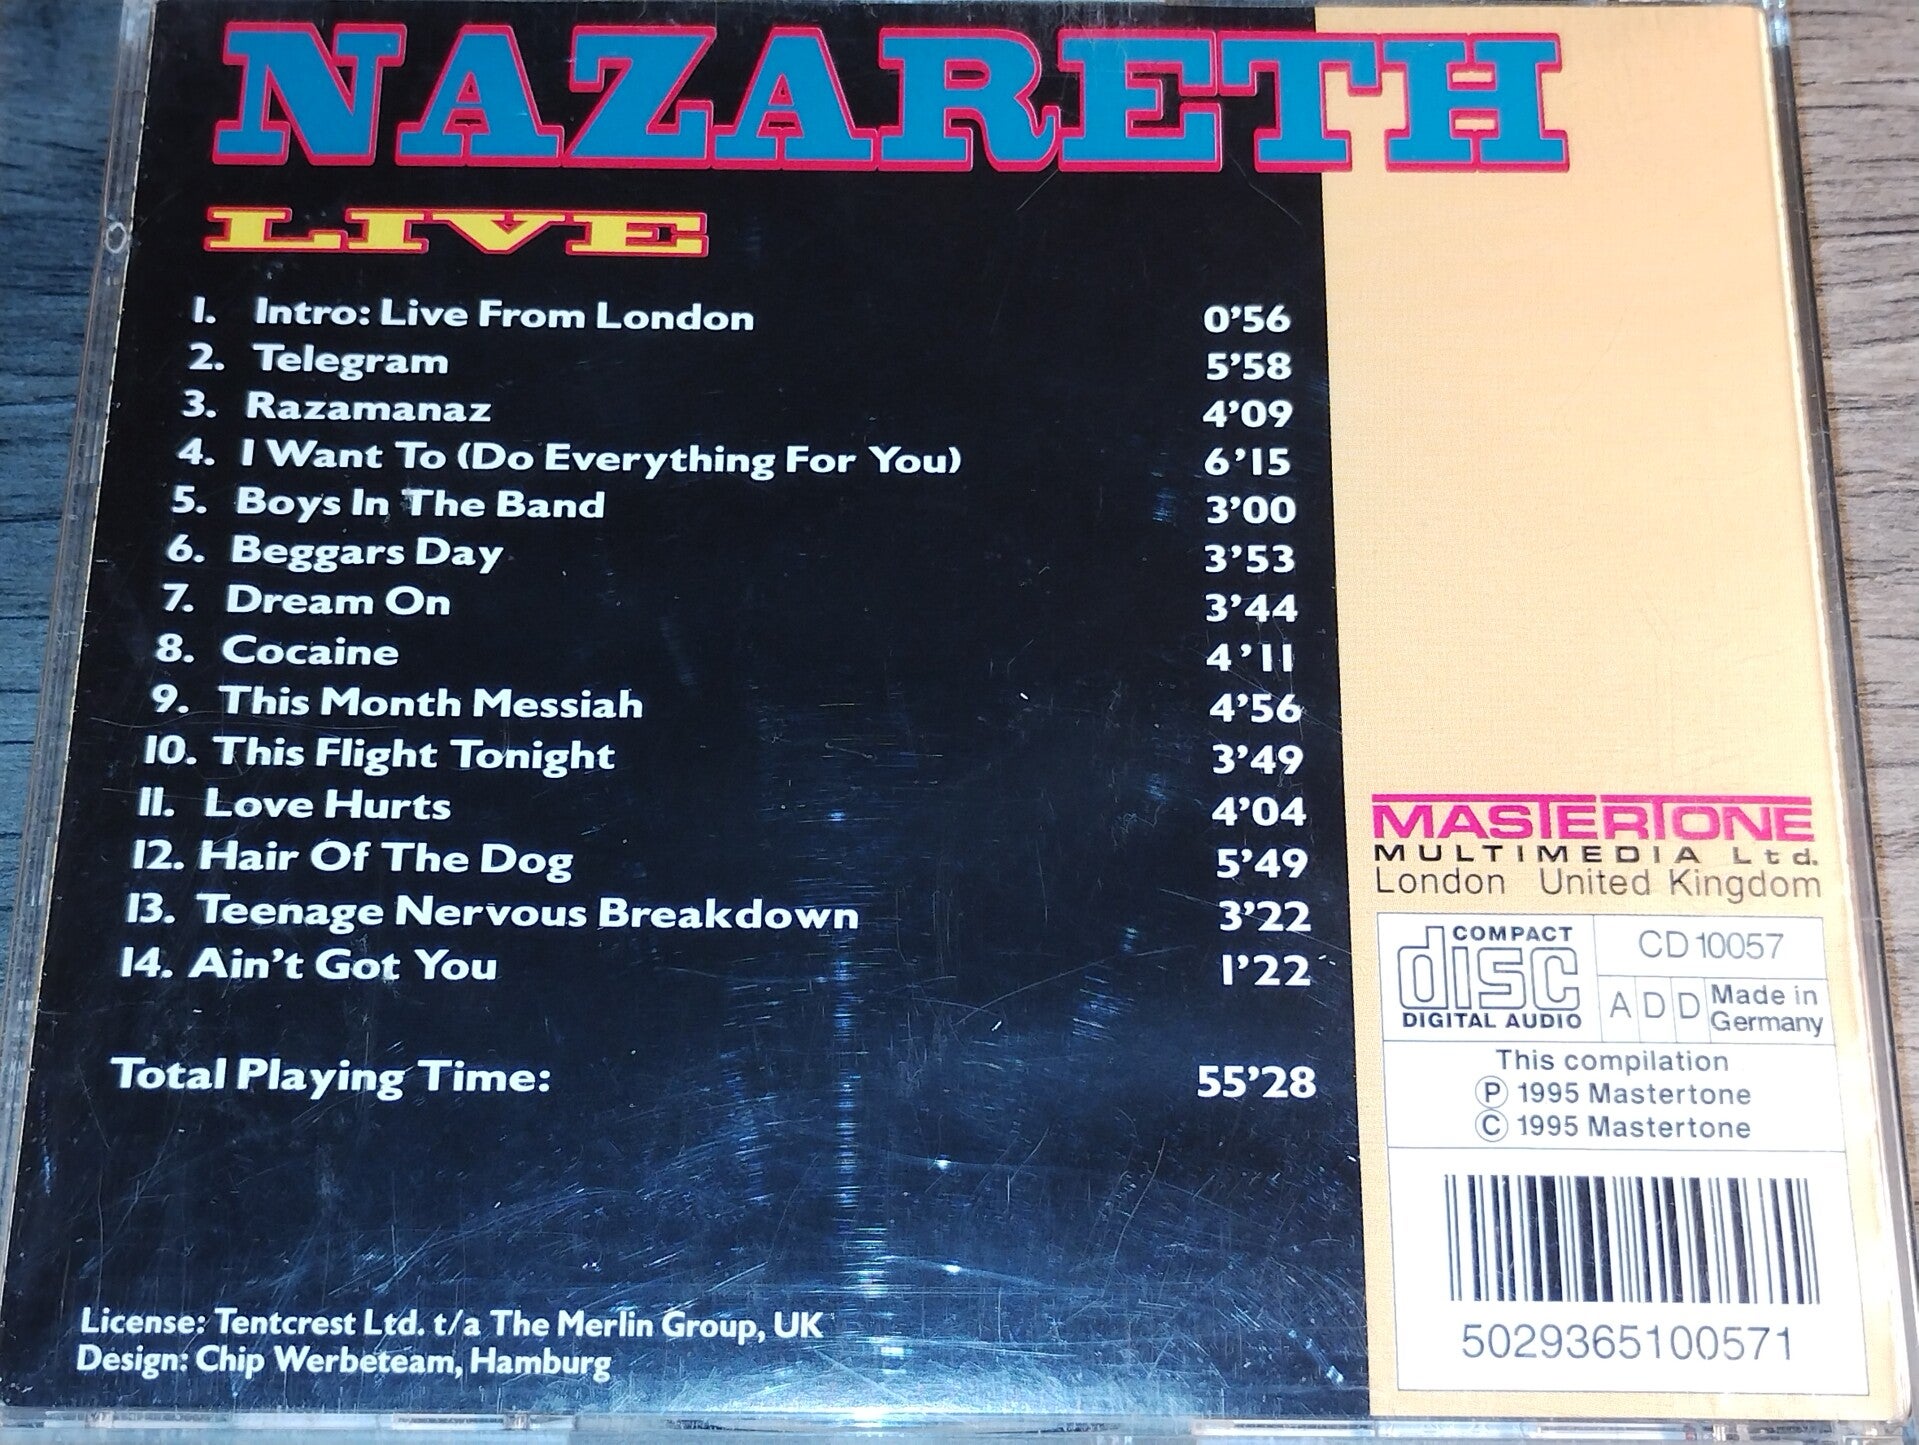 NAZARETH
LIVE
1. Intro: Live From London 0'56
2. Telegram 5'58
3. Razamanaz 4'09
4. I Want To (Do Everything For You) 6'15
5. Boys In The Band 3'00
6. Beggars Day 3'53
7. Dream On 3'44
8. Cocaine 4'11
9. This Month Messiah 4'56
10. This Flight Tonight 3'49
11. Love Hurts 4'04
12. Hair Of The Dog 5'49
13. Teenage Nervous Breakdown 3'22
14. Ain't Got You 1'22
Total Playing Time: 55'28
License: Tentcrest Ltd. t/a The Merlin Group, UK
Design: Chip Werbeteam, Hamburg
MASTERTONE
MULTIMEDIA Ltd.
London United Kingdom
COMPACT
disc
DIGITAL AUDIO
CD 10057
A D D
Made in
Germany
This compilation
Ⓟ 1995 Mastertone
Ⓒ 1995 Mastertone
5029365100571